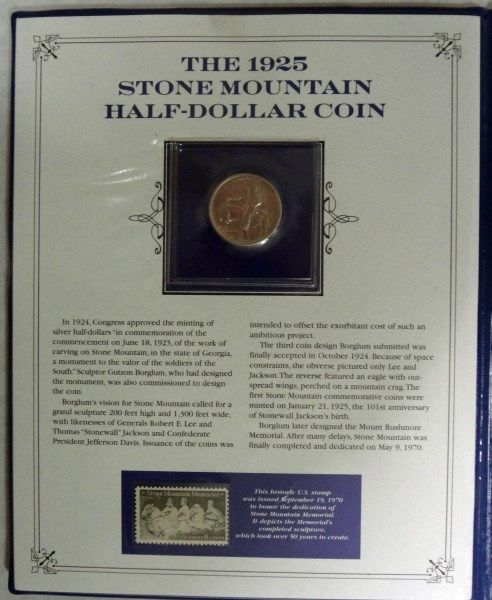 THE 1925
STONE MOUNTAIN
HALF-DOLLAR COIN
In 1924, Congress approved the minting of
silver half-dollars "in commemoration of the
commencement on June 18, 1923, of the work of
carving on Stone Mountain, in the state of Georgia,
a monument to the valor of the soldiers of the
South." Sculptor Gutzon Borglum, who had designed
the monument, was also commissioned to design
the coin.
Borglum's vision for Stone Mountain called for a
grand sculpture 200 feet high and 1,300 feet wide,
with likenesses of Generals Robert E. Lee and
Thomas "Stonewall" Jackson and Confederate
President Jefferson Davis. Issuance of the coins was
intended to offset the exorbitant cost of such an
ambitious project.
The third coin design Borglum submitted was
finally accepted in October 1924. Because of space
constraints, the obverse pictured only Lee and
Jackson. The reverse featured an eagle with out-
spread wings, perched on a mountain crag. The
first Stone Mountain commemorative coins were
minted on January 21, 1925, the 101st anniversary
of Stonewall Jackson's birth.
Borglum later designed the Mount Rushmore
Memorial. After many delays, Stone Mountain was
finally completed and dedicated on May 9, 1970.
Stone Mountain Memorial
6 CENTS
This historic U.S. stamp
was issued September 19, 1970
to honor the dedication of
Stone Mountain Memorial.
It depicts the Memorial's
completed sculpture,
which took over 50 years to create.